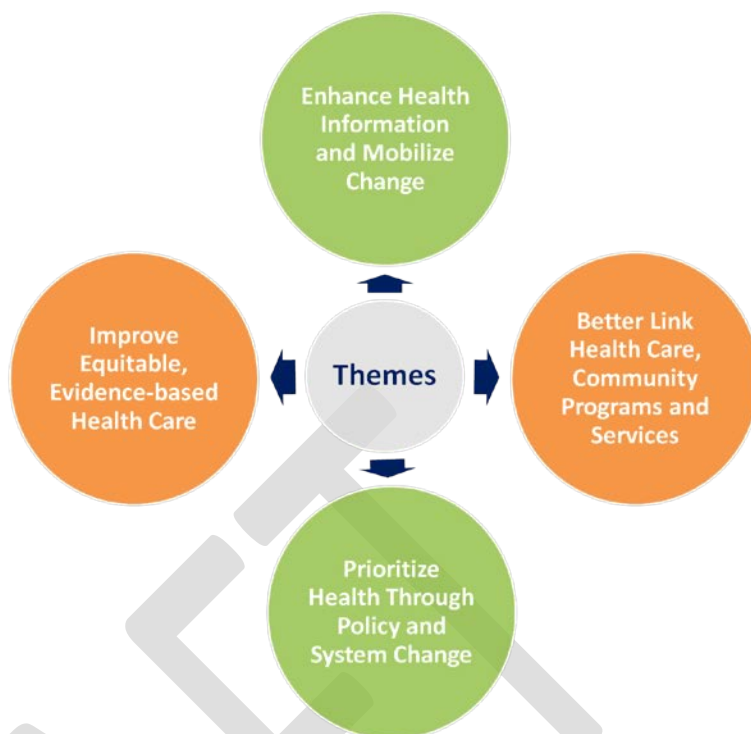 Enhance Health
Information
and Mobilize
Change
Improve
Equitable,
Evidence-based
Health Care
Themes
Better Link
Health Care,
Community
Programs and
Services
Prioritize
Health Through
Policy and
System Change